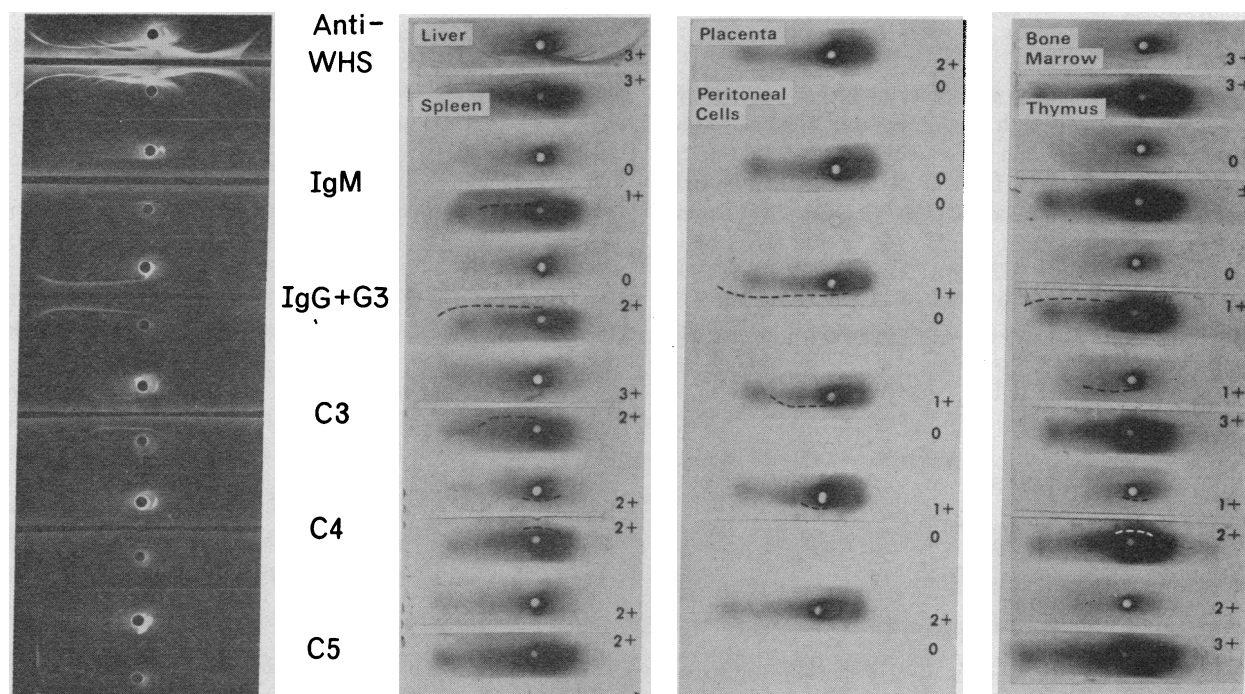 Anti-
WHS
IgM
IgG+G3
C3
C4
C5
Liver
3+
3+
Spleen
0
1+
0
2+
3+
2+
2+
2+
2+
2+
Placenta
2+
0
Peritoneal
Cells
0
0
1+
0
1+
0
1+
0
2+
0
Bone
Marrow
3+
3+
Thymus
0
±
0
1+
1+
3+
1+
2+
2+
3+